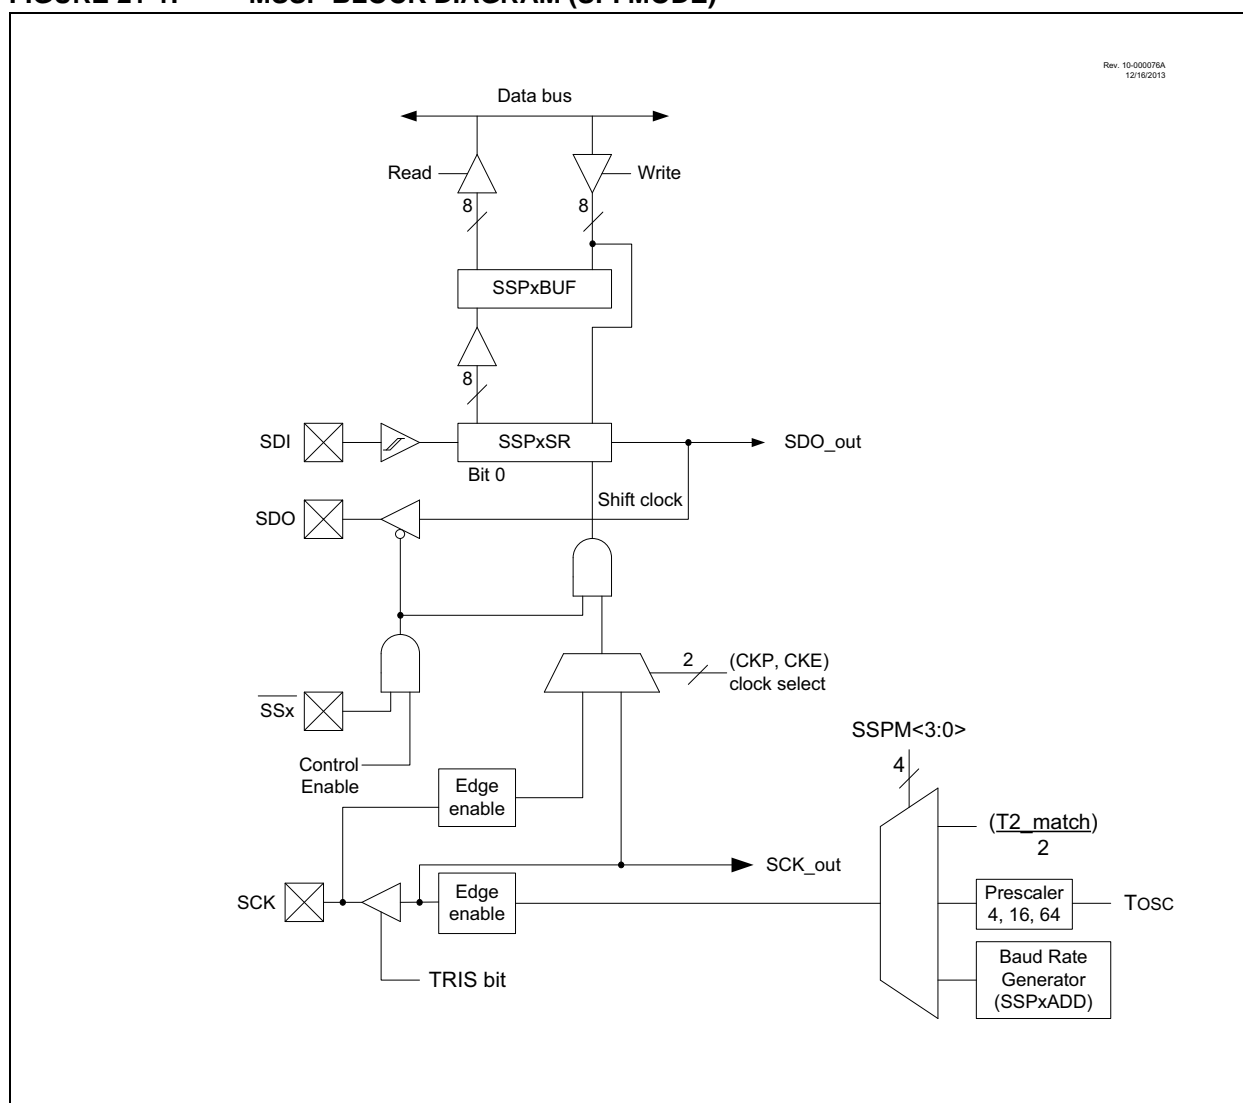 Rev. 10-000076A
12/16/2013
Data bus
Read
Write
8
8
SSPxBUF
8
SDI
SSPxSR
SDO_out
Bit 0
Shift clock
SDO
2
(CKP, CKE)
clock select
SSx
SSPM<3:0>
Control
Enable
4
Edge
enable
(T2_match)
2
SCK_out
SCK
Edge
enable
Prescaler
4, 16, 64
TOSC
Baud Rate
Generator
(SSPxADD)
TRIS bit